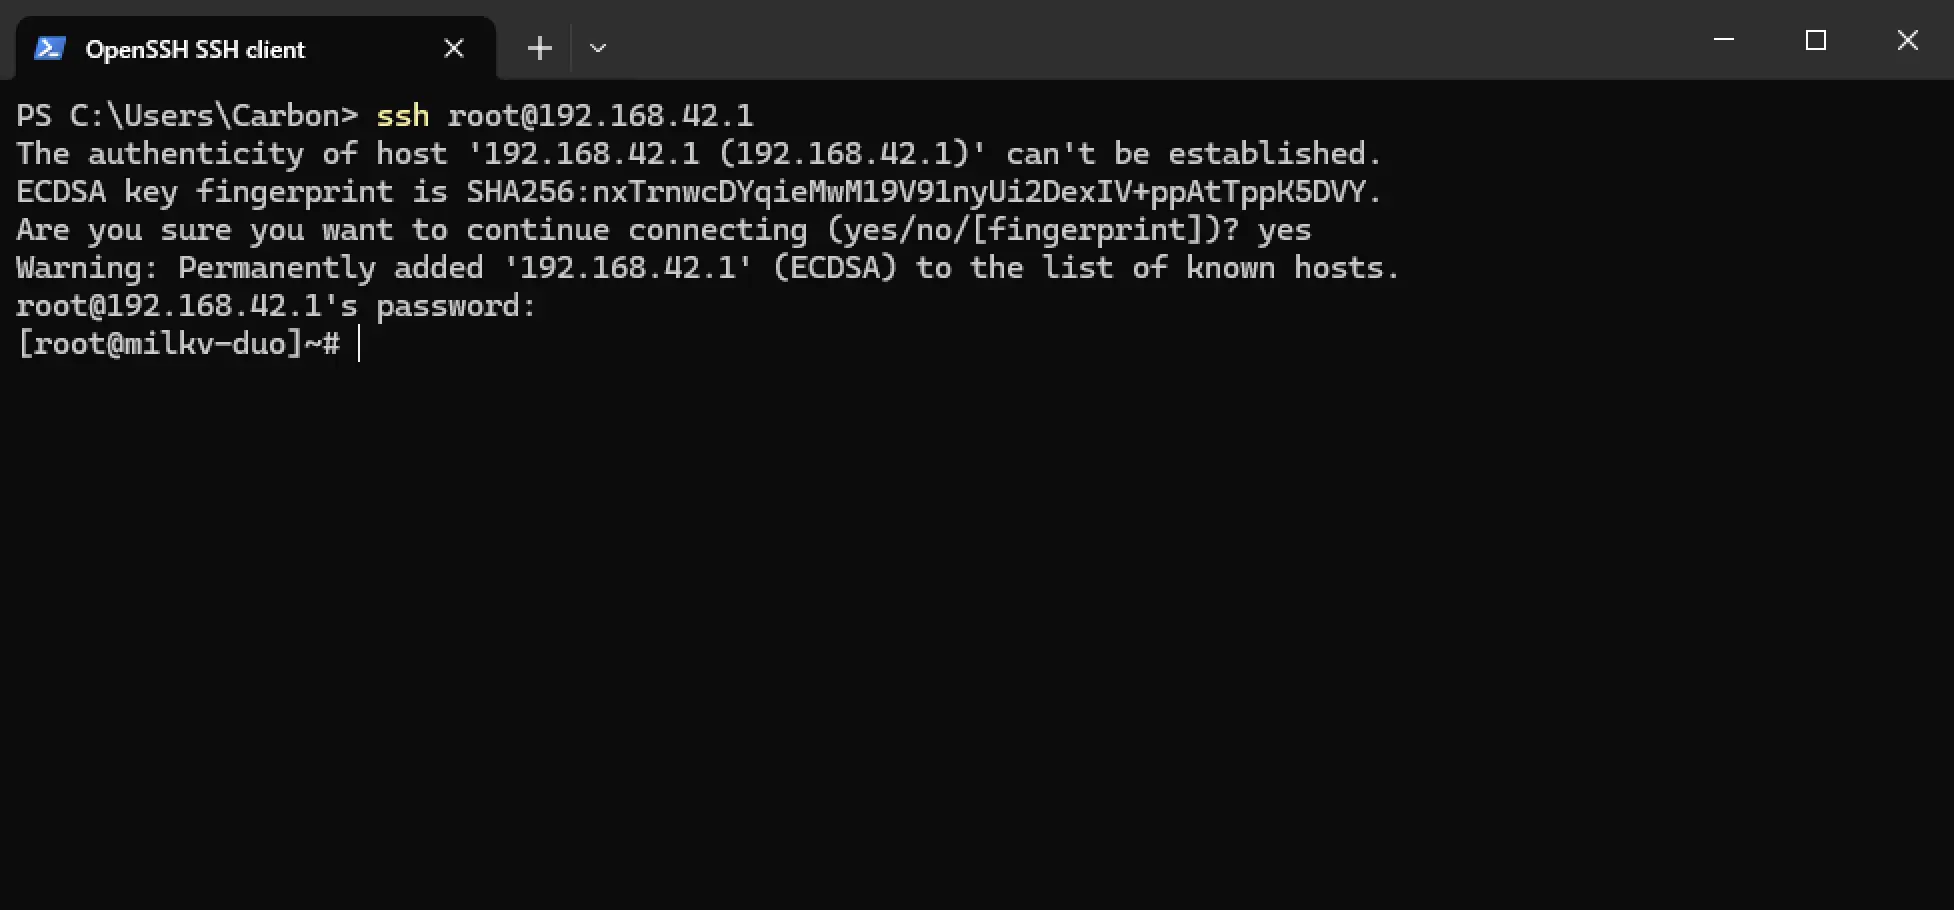 OpenSSH SSH client
PS C:\Users\Carbon> ssh root@192.168.42.1
The authenticity of host '192.168.42.1 (192.168.42.1)' can't be established.
ECDSA key fingerprint is SHA256:nxTrnwcDYqieMwM19V91nyUi2DexIV+ppAtTppK5DVY.
Are you sure you want to continue connecting (yes/no/[fingerprint])? yes
Warning: Permanently added '192.168.42.1' (ECDSA) to the list of known hosts.
root@192.168.42.1's password:
[root@milkv-duo]~#